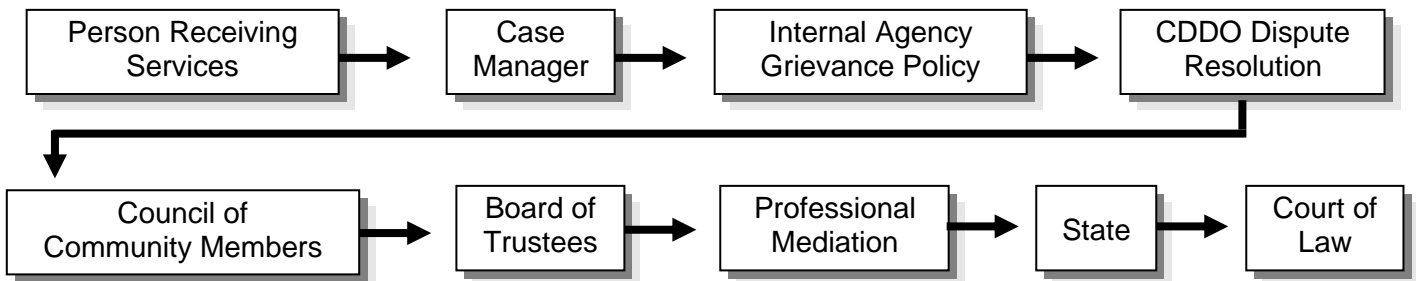 Person Receiving
Services
Case
Manager
Internal Agency
Grievance Policy
CDDO Dispute
Resolution
Council of
Community Members
Board of
Trustees
Professional
Mediation
State
Court of
Law